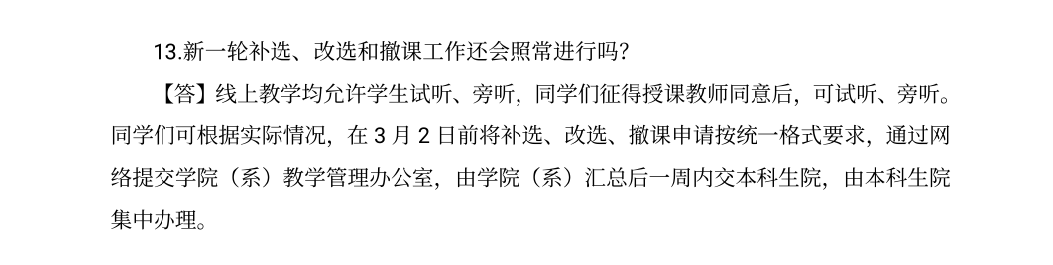 13.新一轮补选、改选和撤课工作还会照常进行吗？
【答】线上教学均允许学生试听、旁听，同学们征得授课教师同意后，可试听、旁听。
同学们可根据实际情况，在 3 月 2 日前将补选、改选、撤课申请按统一格式要求，通过网
络提交学院（系）教学管理办公室，由学院（系）汇总后一周内交本科生院，由本科生院
集中办理。